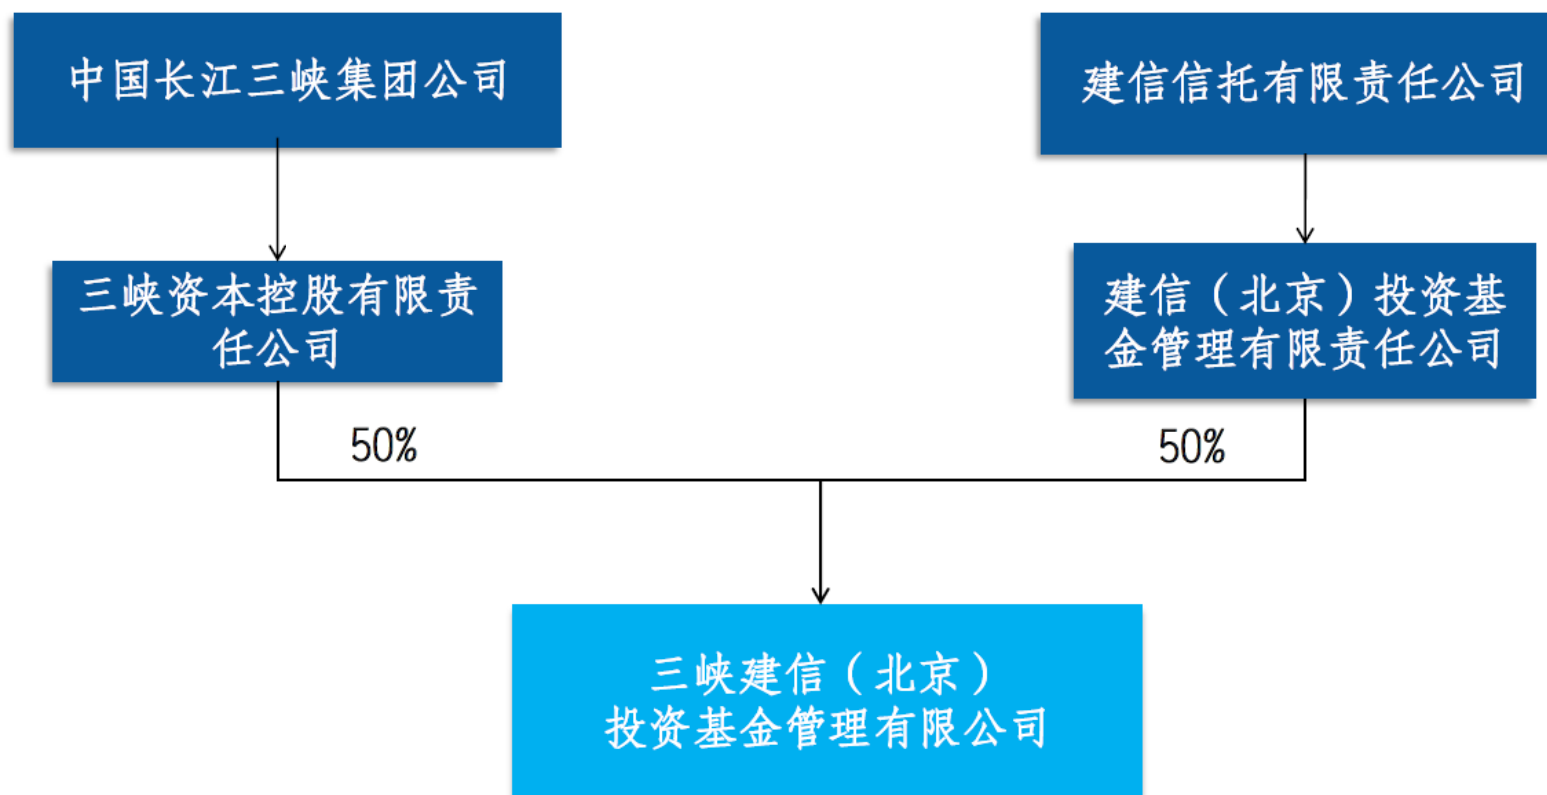 中国长江三峡集团公司
建信信托有限责任公司
三峡资本控股有限责
任公司
建信（北京）投资基
金管理有限责任公司
50%
50%
三峡建信（北京）
投资基金管理有限公司